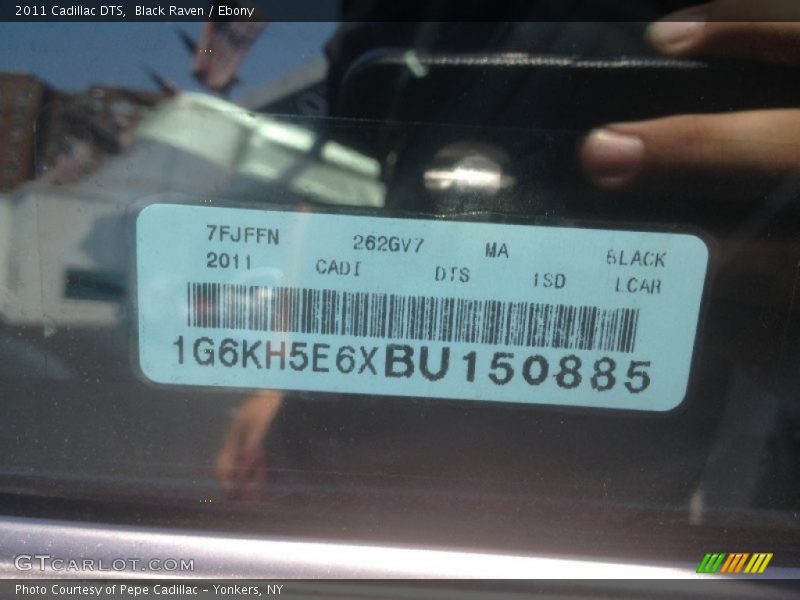 2011 Cadillac DTS, Black Raven / Ebony
7FJFFN 262GV7 MA BLACK
2011 CADI DTS 1SD LCAR
1G6KH5E6XBU150885
GTCARLOT.COM
Photo Courtesy of Pepe Cadillac – Yonkers, NY